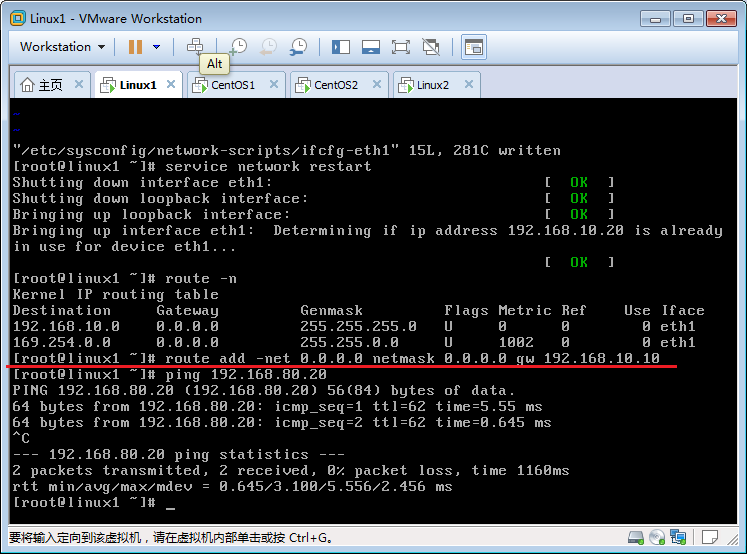 Linux1 - VMware Workstation
Workstation
Alt
主页 Linux1 CentOS1 CentOS2 Linux2
~
~
"/etc/sysconfig/network-scripts/ifcfg-eth1" 15L, 281C written
[root@linux1 ~]# service network restart
Shutting down interface eth1: [ OK ]
Shutting down loopback interface: [ OK ]
Bringing up loopback interface: [ OK ]
Bringing up interface eth1: Determining if ip address 192.168.10.20 is already
in use for device eth1...
[ OK ]
[root@linux1 ~]# route -n
Kernel IP routing table
Destination Gateway Genmask Flags Metric Ref Use Iface
192.168.10.0 0.0.0.0 255.255.255.0 U 0 0 0 eth1
169.254.0.0 0.0.0.0 255.255.0.0 U 1002 0 0 eth1
[root@linux1 ~]# route add -net 0.0.0.0 netmask 0.0.0.0 gw 192.168.10.10
[root@linux1 ~]# ping 192.168.80.20
PING 192.168.80.20 (192.168.80.20) 56(84) bytes of data.
64 bytes from 192.168.80.20: icmp_seq=1 ttl=62 time=5.55 ms
64 bytes from 192.168.80.20: icmp_seq=2 ttl=62 time=0.645 ms
^C
--- 192.168.80.20 ping statistics ---
2 packets transmitted, 2 received, 0% packet loss, time 1160ms
rtt min/avg/max/mdev = 0.645/3.100/5.556/2.456 ms
[root@linux1 ~]# _
要将输入定向到该虚拟机，请在虚拟机内部单击或按 Ctrl+G。